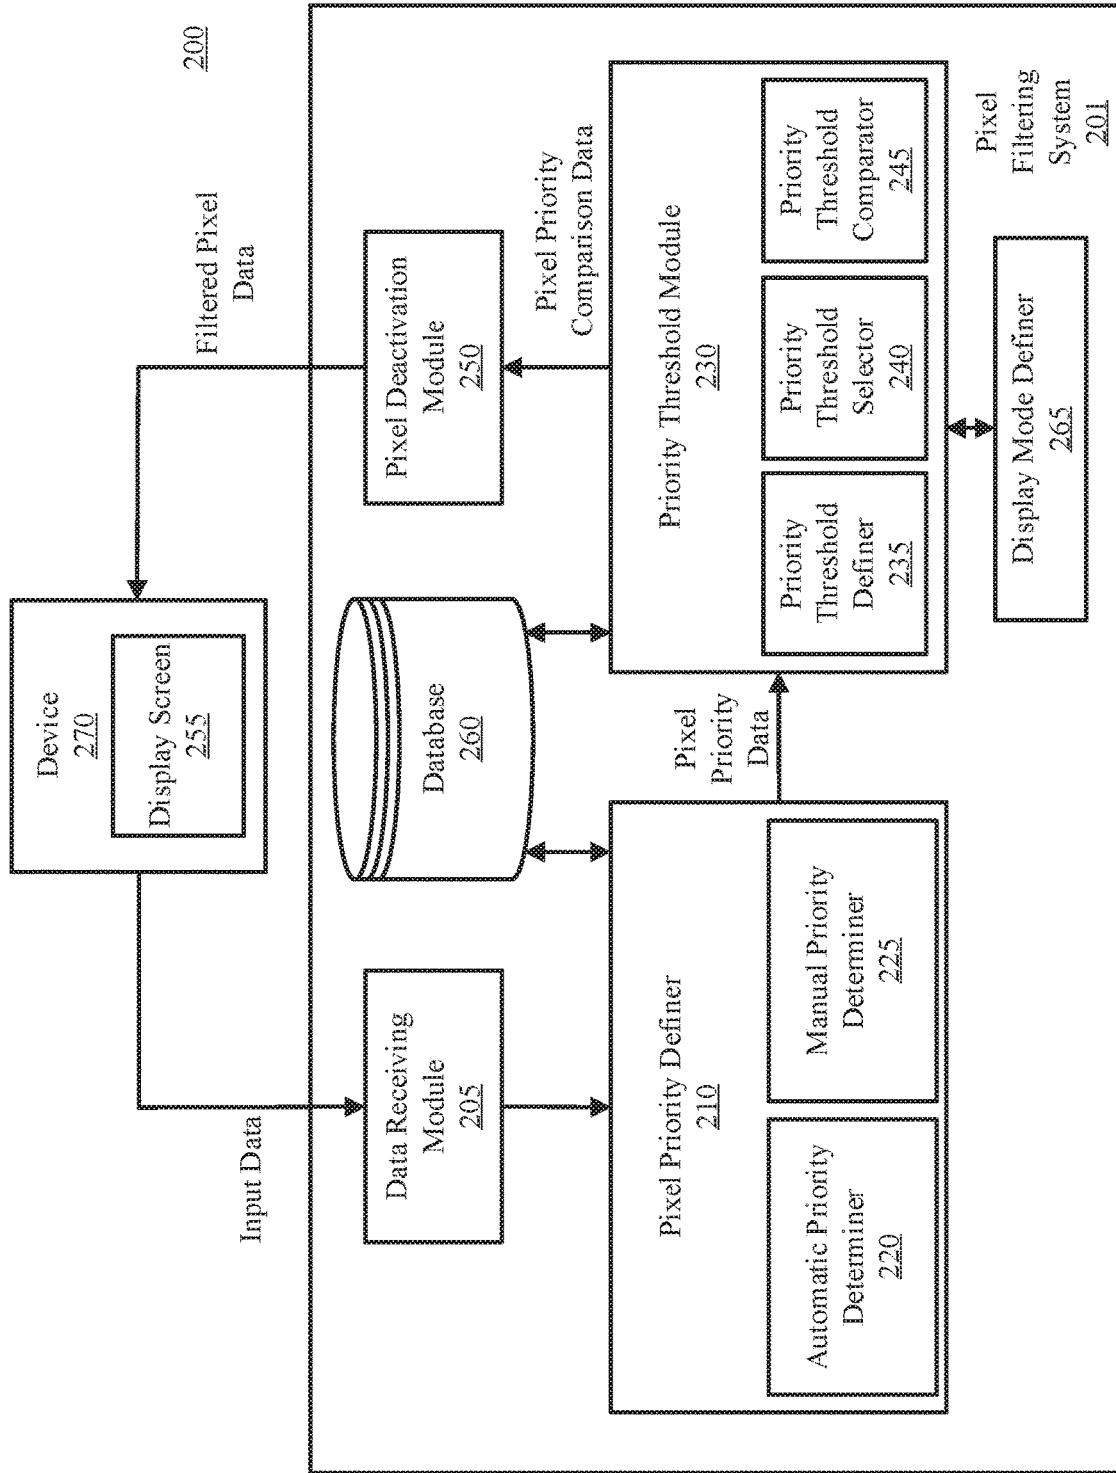 200
Device
270
Display Screen
255
Input Data
Filtered Pixel
Data
Data Receiving
Module
205
Database
260
Pixel Deactivation
Module
250
Pixel Priority
Comparison Data
Pixel Priority Definer
210
Automatic Priority
Determiner
220
Manual Priority
Determiner
225
Pixel
Priority
Data
Priority Threshold Module
230
Priority
Threshold
Definer
235
Priority
Threshold
Selector
240
Priority
Threshold
Comparator
245
Display Mode Definer
265
Pixel
Filtering
System
201